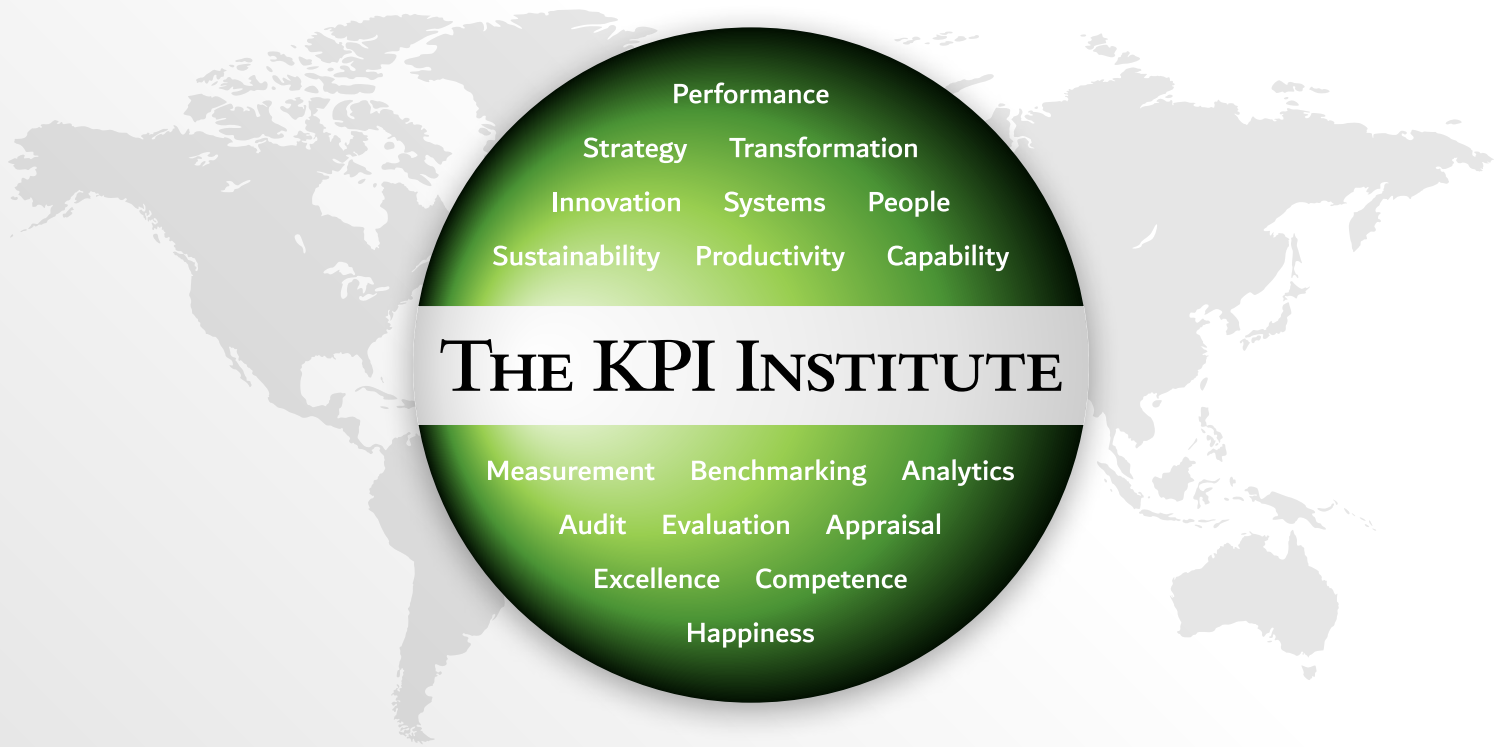 Performance
Strategy Transformation
Innovation Systems People
Sustainability Productivity Capability
The KPI Institute
Measurement Benchmarking Analytics
Audit Evaluation Appraisal
Excellence Competence
Happiness